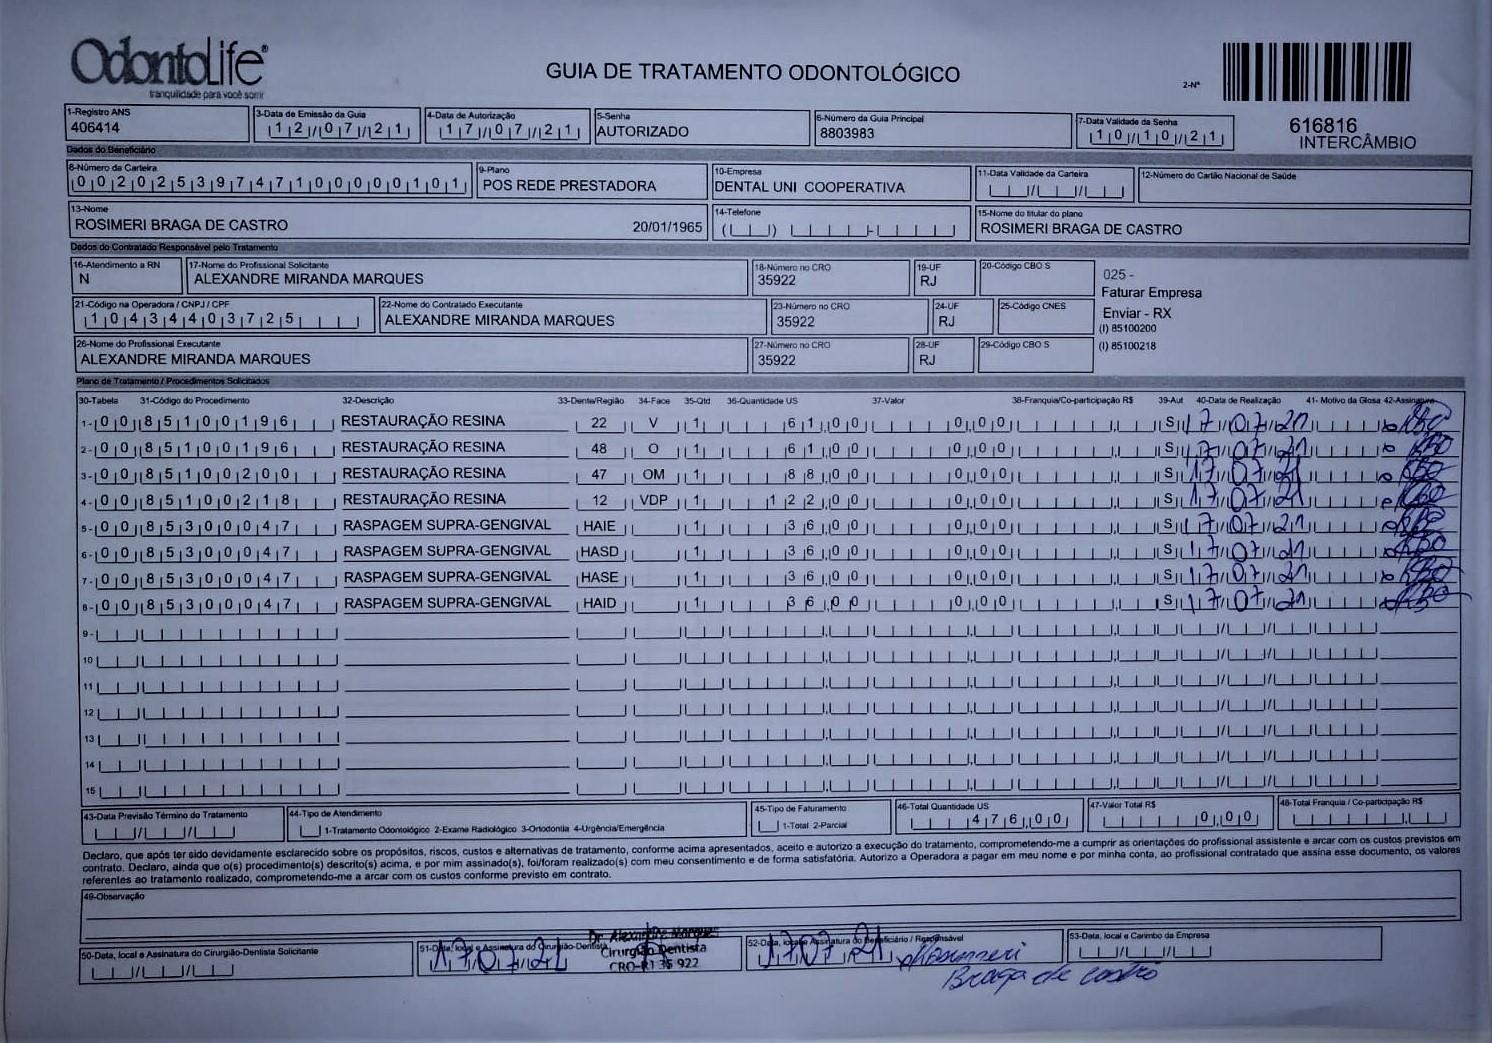 OdontoLife®
tranquilidade para você sorrir
GUIA DE TRATAMENTO ODONTOLÓGICO
2-Nº
616816
INTERCÂMBIO
1-Registro ANS
406414
3-Data de Emissão da Guia
12/07/21
4-Data de Autorização
17/07/21
5-Senha
AUTORIZADO
6-Número da Guia Principal
8803983
7-Data Validade da Senha
10/10/21
Dados do Beneficiário
8-Número da Carteira
00202539747100000101
9-Plano
POS REDE PRESTADORA
10-Empresa
DENTAL UNI COOPERATIVA
11-Data Validade da Carteira
12-Número do Cartão Nacional de Saúde
13-Nome
ROSIMERI BRAGA DE CASTRO 20/01/1965
14-Telefone
15-Nome do titular do plano
ROSIMERI BRAGA DE CASTRO
Dados do Contratado Responsável pelo Tratamento
16-Atendimento a RN
N
17-Nome do Profissional Solicitante
ALEXANDRE MIRANDA MARQUES
18-Número no CRO
35922
19-UF
RJ
20-Código CBO S
025 -
Faturar Empresa
Enviar - RX
(I) 85100200
(I) 85100218
21-Código na Operadora / CNPJ / CPF
10434403725
22-Nome do Contratado Executante
ALEXANDRE MIRANDA MARQUES
23-Número no CRO
35922
24-UF
RJ
25-Código CNES
26-Nome do Profissional Executante
ALEXANDRE MIRANDA MARQUES
27-Número no CRO
35922
28-UF
RJ
29-Código CBO S
Plano de Tratamento / Procedimentos Solicitados
30-Tabela 31-Código do Procedimento 32-Descrição 33-Dente/Região 34-Face 35-Qtd 36-Quantidade US 37-Valor 38-Franquia/Co-participação R$ 39-Aut 40-Data de Realização 41- Motivo da Glosa 42-Assinatura
1- 00 85100196 RESTAURAÇÃO RESINA 22 V 1 61,00 0,00 S 17/07/21
2- 00 85100196 RESTAURAÇÃO RESINA 48 O 1 61,00 0,00 S 17/07/21
3- 00 85100200 RESTAURAÇÃO RESINA 47 OM 1 88,00 0,00 S 17/07/21
4- 00 85100218 RESTAURAÇÃO RESINA 12 VDP 1 122,00 0,00 S 17/07/21
5- 00 85300047 RASPAGEM SUPRA-GENGIVAL HAIE 1 36,00 0,00 S 17/07/21
6- 00 85300047 RASPAGEM SUPRA-GENGIVAL HASD 1 36,00 0,00 S 17/07/21
7- 00 85300047 RASPAGEM SUPRA-GENGIVAL HASE 1 36,00 0,00 S 17/07/21
8- 00 85300047 RASPAGEM SUPRA-GENGIVAL HAID 1 36,00 0,00 S 17/07/21
9-
10
11
12
13
14
15
43-Data Previsão Término do Tratamento
44-Tipo de Atendimento
1-Tratamento Odontológico 2-Exame Radiológico 3-Ortodontia 4-Urgência/Emergência
45-Tipo de Faturamento
1-Total 2-Parcial
46-Total Quantidade US
476,00
47-Valor Total R$
0,00
48-Total Franquia / Co-participação R$
Declaro, que após ter sido devidamente esclarecido sobre os propósitos, riscos, custos e alternativas de tratamento, conforme acima apresentados, aceito e autorizo a execução do tratamento, comprometendo-me a cumprir as orientações do profissional assistente e arcar com os custos previstos em
contrato. Declaro, ainda que o(s) procedimento(s) descrito(s) acima, e por mim assinado(s), foi/foram realizado(s) com meu consentimento e de forma satisfatória. Autorizo a Operadora a pagar em meu nome e por minha conta, ao profissional contratado que assina esse documento, os valores
referentes ao tratamento realizado, comprometendo-me a arcar com os custos conforme previsto em contrato.
49-Observação
50-Data, local e Assinatura do Cirurgião-Dentista Solicitante
51-Data, local e Assinatura do Cirurgião-Dentista
17/07/21
Dr. Alexandre Marques
Cirurgião Dentista
CRO-RJ 35 922
52-Data, local e Assinatura do Beneficiário / Responsável
17/07/21 Rosimeri
Braga de castro
53-Data, local e Carimbo da Empresa